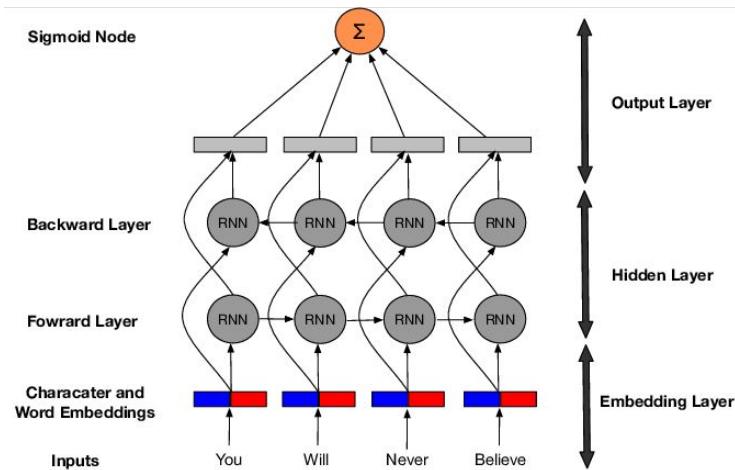 Sigmoid Node
Σ
Output Layer
Backward Layer
RNN RNN RNN RNN
Hidden Layer
Fowrard Layer
RNN RNN RNN RNN
Characater and
Word Embeddings
Embedding Layer
Inputs
You Will Never Believe